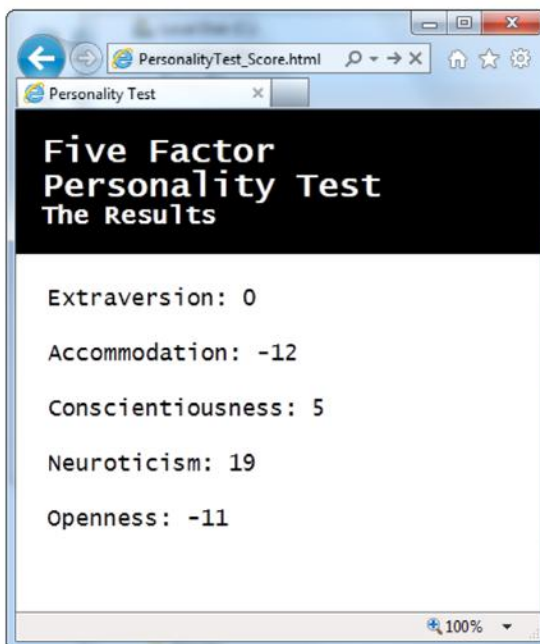 PersonalityTest_Score.html
Personality Test
Five Factor
Personality Test
The Results
Extraversion: 0
Accommodation: -12
Conscientiousness: 5
Neuroticism: 19
Openness: -11
100%